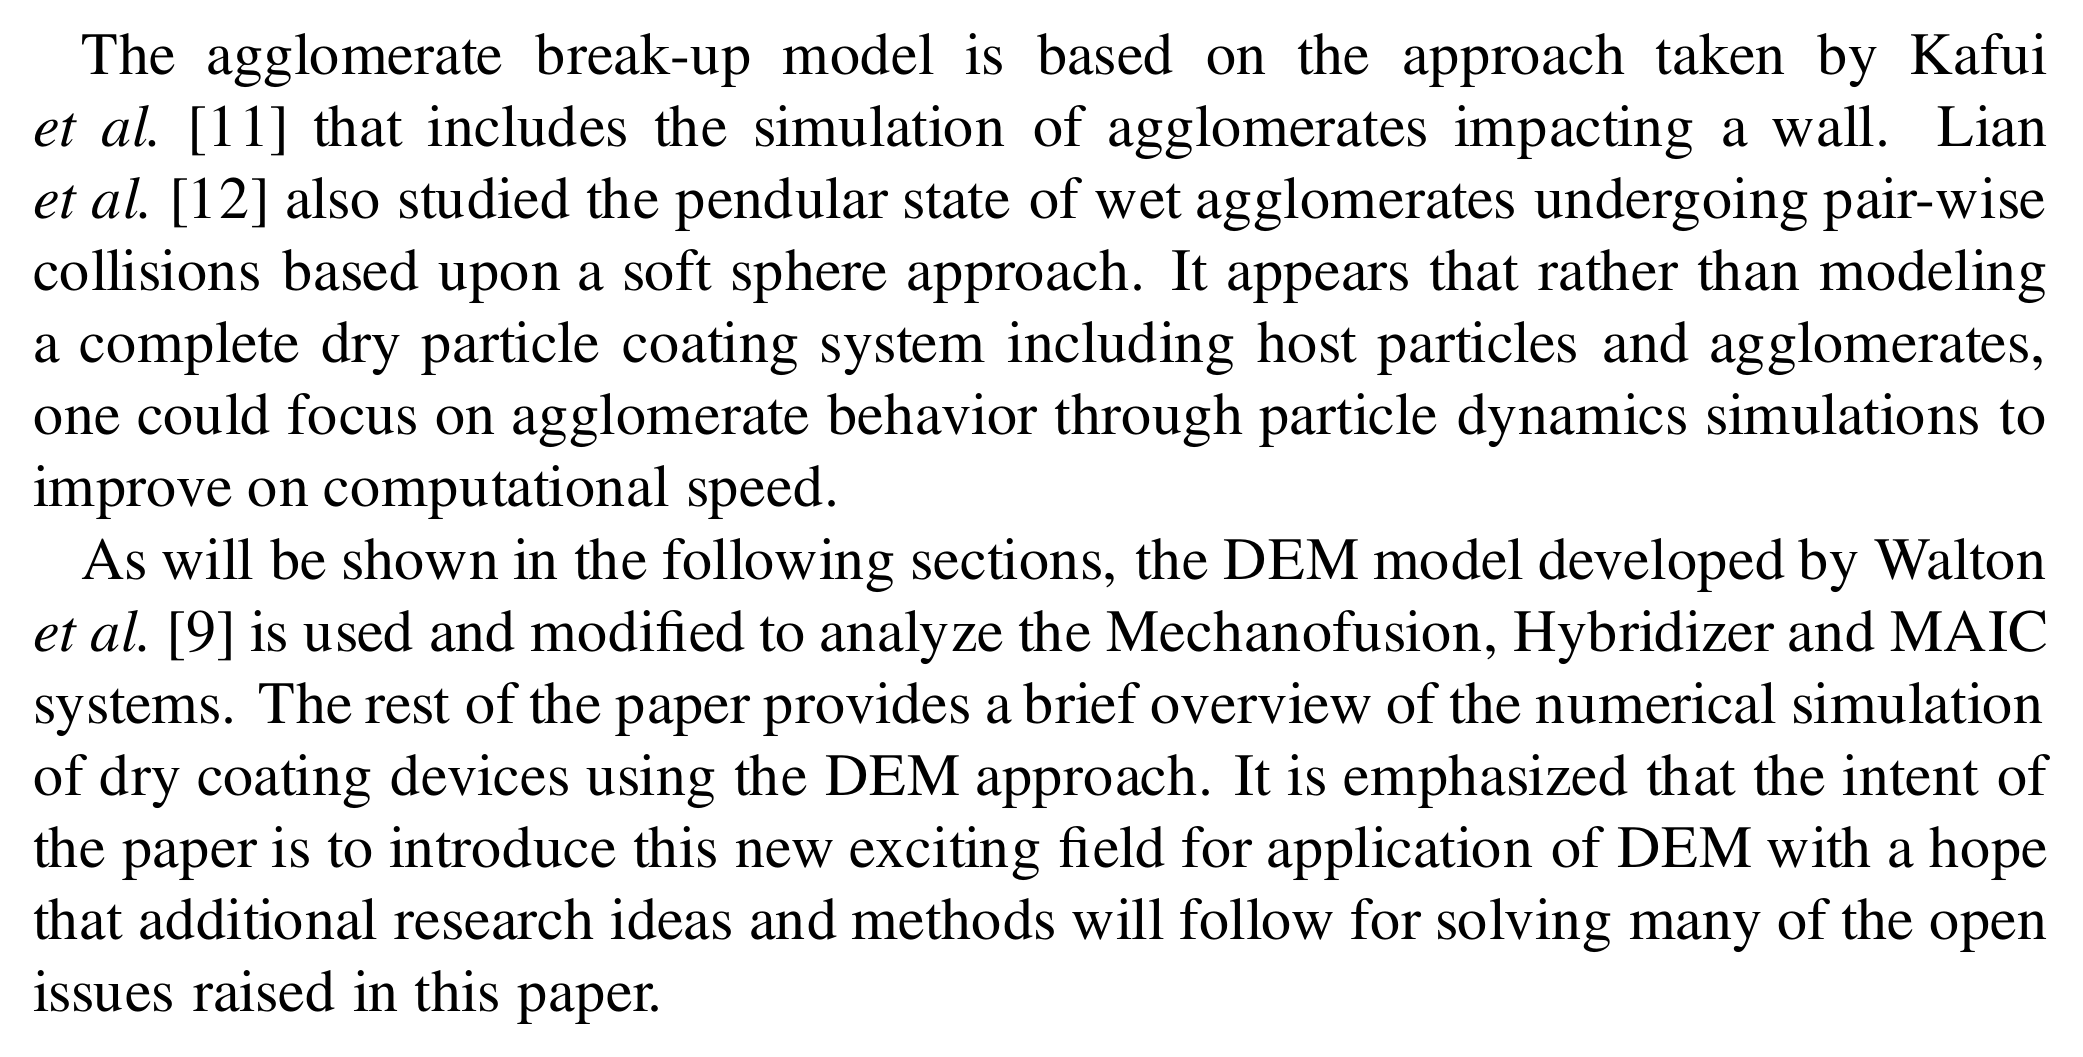 The agglomerate break-up model is based on the approach taken by Kafui
et al. [11] that includes the simulation of agglomerates impacting a wall. Lian
et al. [12] also studied the pendular state of wet agglomerates undergoing pair-wise
collisions based upon a soft sphere approach. It appears that rather than modeling
a complete dry particle coating system including host particles and agglomerates,
one could focus on agglomerate behavior through particle dynamics simulations to
improve on computational speed.
As will be shown in the following sections, the DEM model developed by Walton
et al. [9] is used and modified to analyze the Mechanofusion, Hybridizer and MAIC
systems. The rest of the paper provides a brief overview of the numerical simulation
of dry coating devices using the DEM approach. It is emphasized that the intent of
the paper is to introduce this new exciting field for application of DEM with a hope
that additional research ideas and methods will follow for solving many of the open
issues raised in this paper.